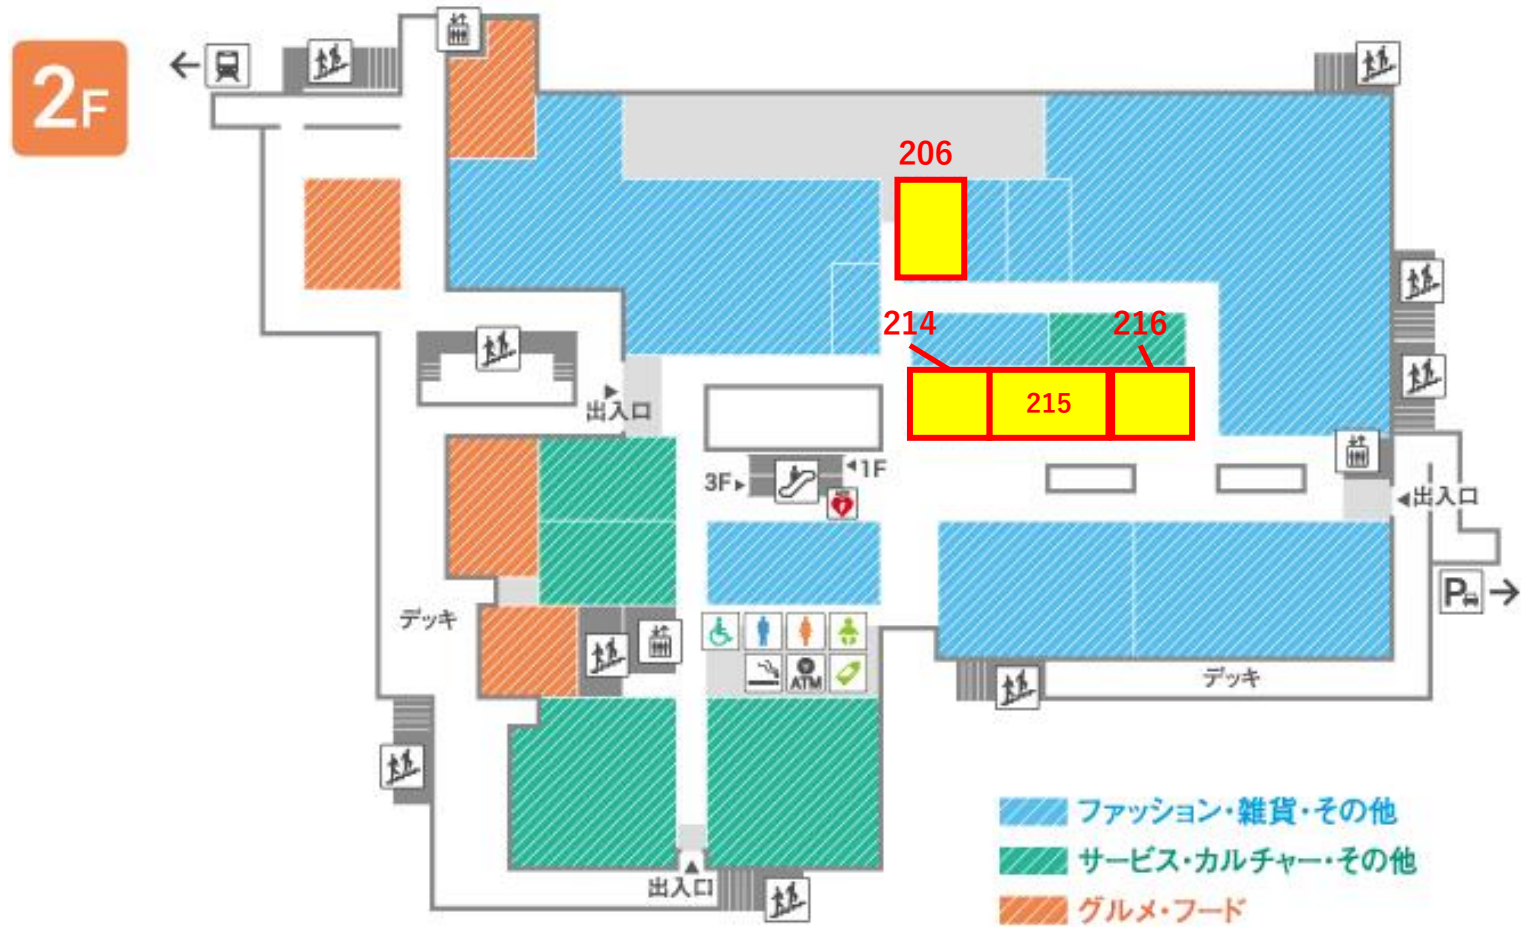 2F
206
214
216
215
出入口
3F
1F
出入口
デッキ
ATM
P
デッキ
出入口
ファッション・雑貨・その他
サービス・カルチャー・その他
グルメ・フード